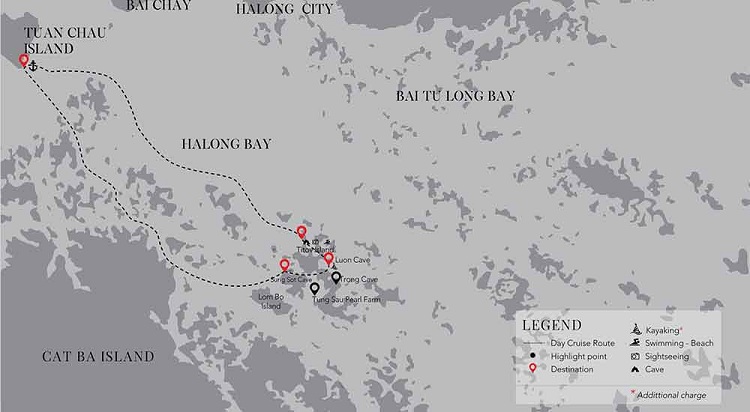 BAI CHAY
HALONG CITY
TUAN CHAU
ISLAND
BAI TU LONG BAY
HALONG BAY
Titov Island
Luon Cave
Sung Sot Cave
Trong Cave
Lom Bo
Island
Tung Sau Pearl Farm
CAT BA ISLAND
LEGEND
Day Cruise Route
Highlight point
Destination
Kayaking*
Swimming - Beach
Sightseeing
Cave
* Addittional charge